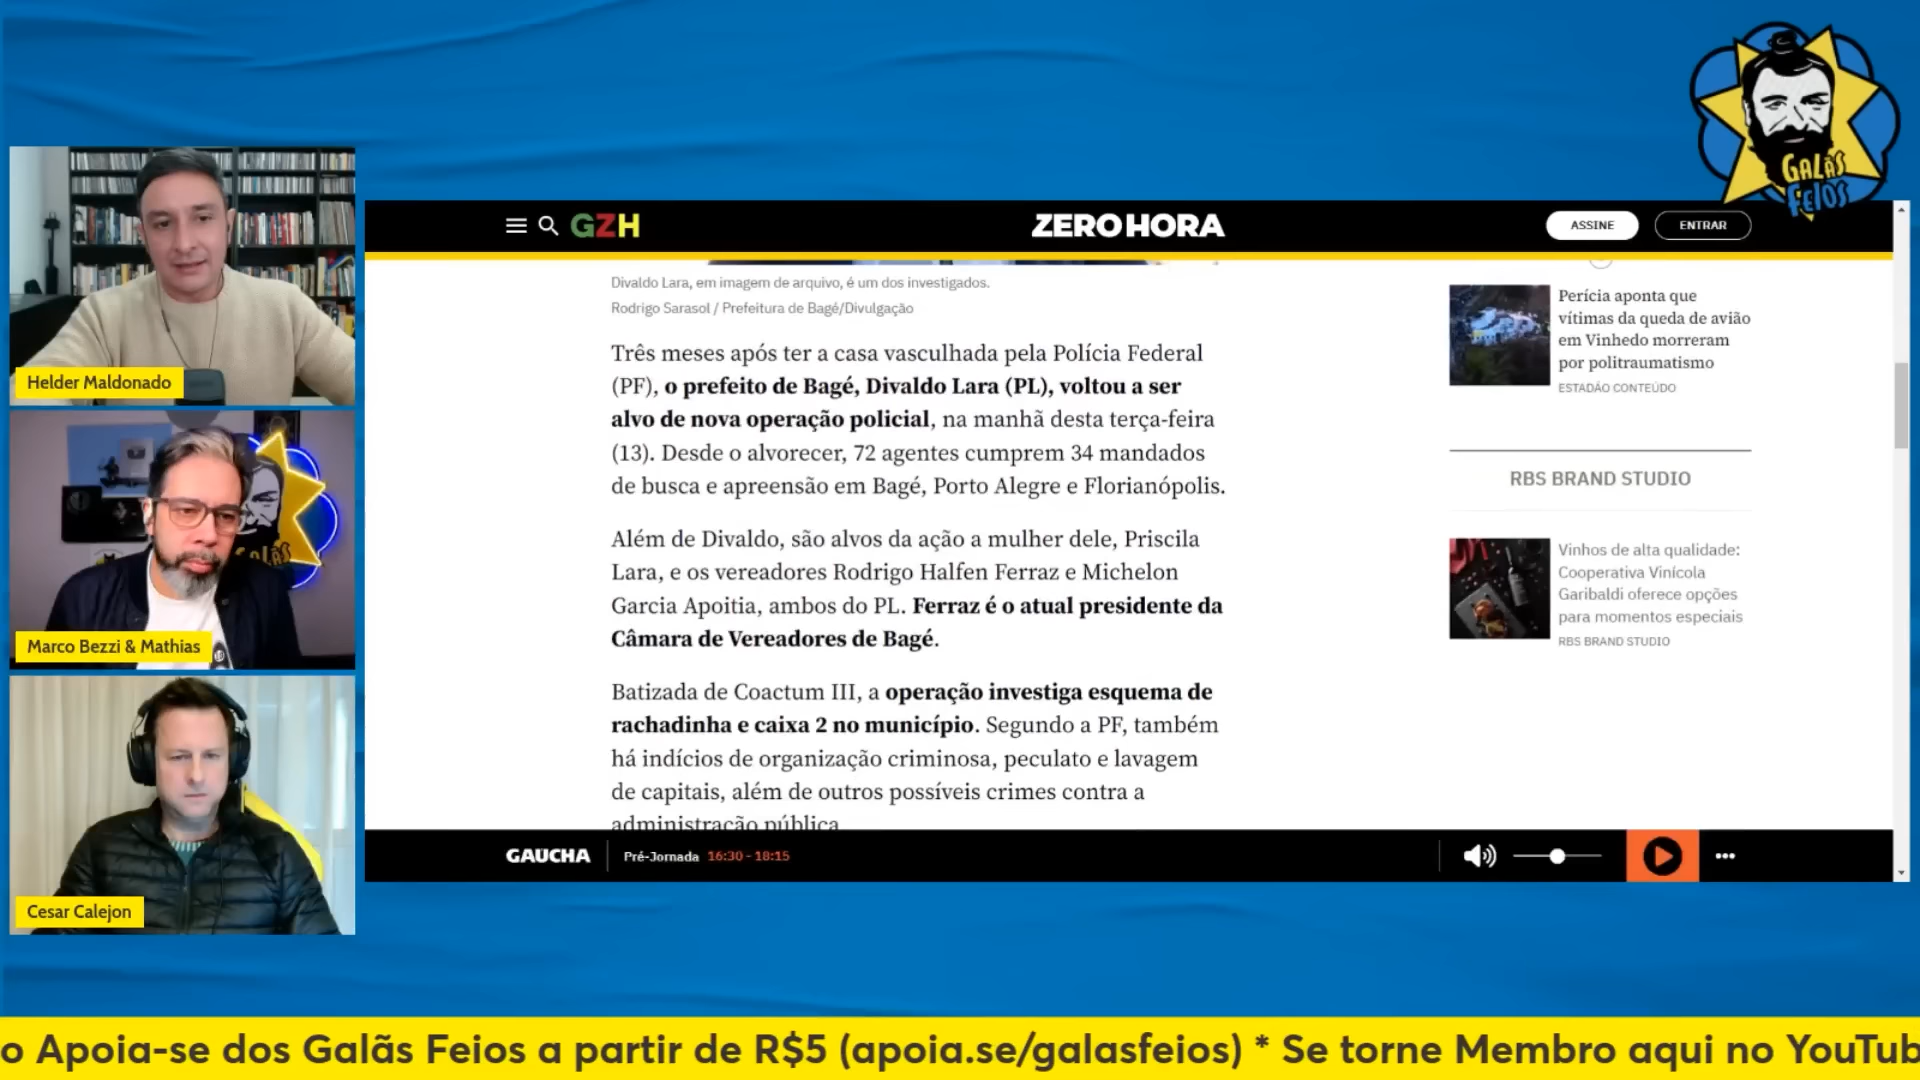 GALÃS
FEIOS
GZH
ZERO HORA
ASSINE
ENTRAR
Helder Maldonado
GALÃS
Marco Bezzi & Mathias
Cesar Calejon
Divaldo Lara, em imagem de arquivo, é um dos investigados.
Rodrigo Sarasol / Prefeitura de Bagé/Divulgação
Três meses após ter a casa vasculhada pela Polícia Federal
(PF), o prefeito de Bagé, Divaldo Lara (PL), voltou a ser
alvo de nova operação policial, na manhã desta terça-feira
(13). Desde o alvorecer, 72 agentes cumprem 34 mandados
de busca e apreensão em Bagé, Porto Alegre e Florianópolis.
Além de Divaldo, são alvos da ação a mulher dele, Priscila
Lara, e os vereadores Rodrigo Halfen Ferraz e Michelon
Garcia Apoitia, ambos do PL. Ferraz é o atual presidente da
Câmara de Vereadores de Bagé.
Batizada de Coactum III, a operação investiga esquema de
rachadinha e caixa 2 no município. Segundo a PF, também
há indícios de organização criminosa, peculato e lavagem
de capitais, além de outros possíveis crimes contra a
administração pública
Perícia aponta que
vítimas da queda de avião
em Vinhedo morreram
por politraumatismo
ESTADÃO CONTEÚDO
RBS BRAND STUDIO
Vinhos de alta qualidade:
Cooperativa Vinícola
Garibaldi oferece opções
para momentos especiais
RBS BRAND STUDIO
GAÚCHA
Pré-Jornada 16:30 - 18:15
o Apoia-se dos Galãs Feios a partir de R$5 (apoia.se/galasfeios) * Se torne Membro aqui no YouTub